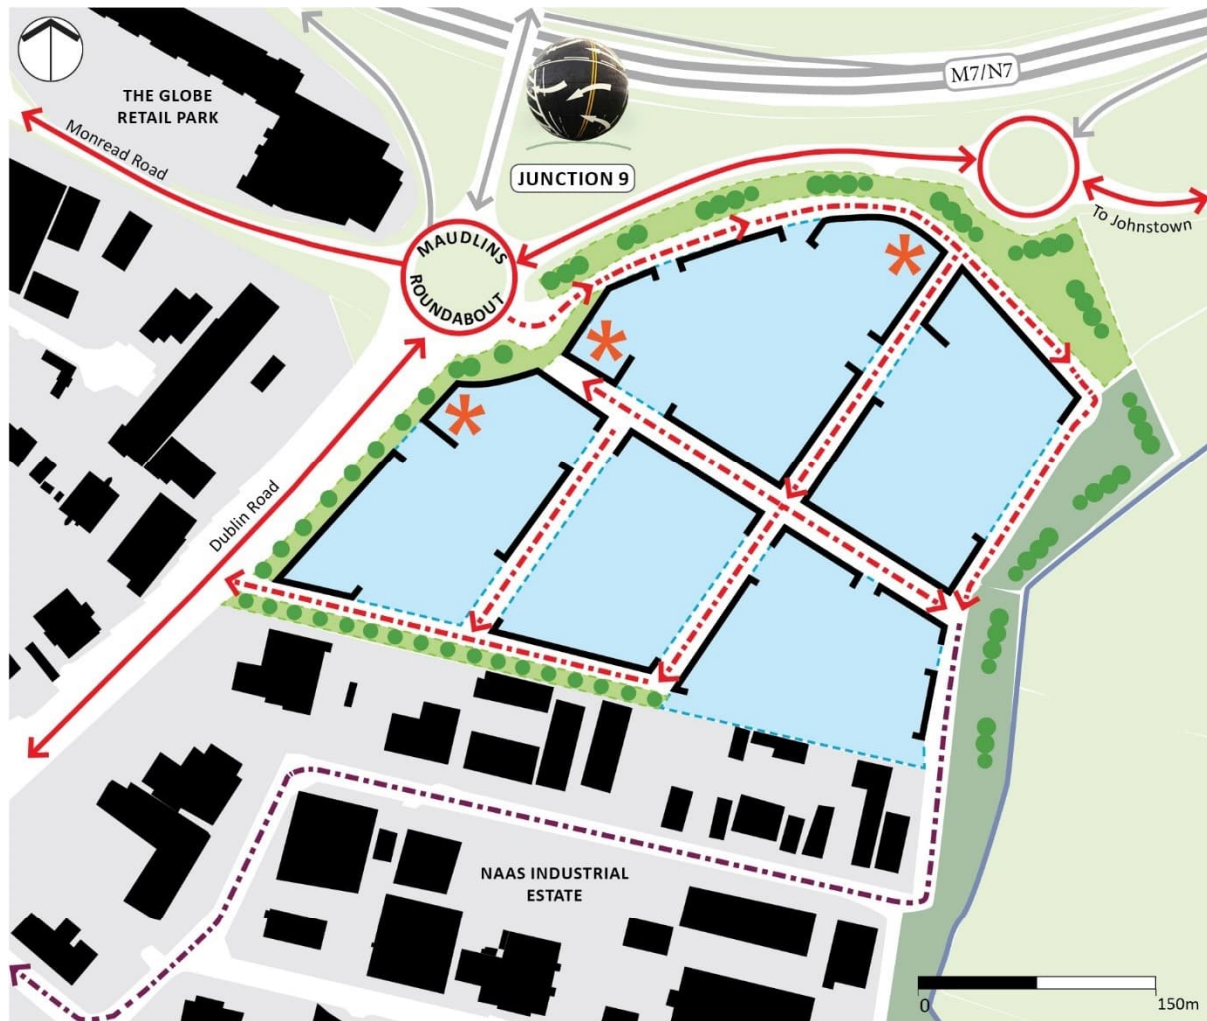 THE GLOBE
RETAIL PARK
Monread Road
JUNCTION 9
M7/N7
To Johnstown
MAUDLINS
ROUNDABOUT
Dublin Road
NAAS INDUSTRIAL
ESTATE
0
150m